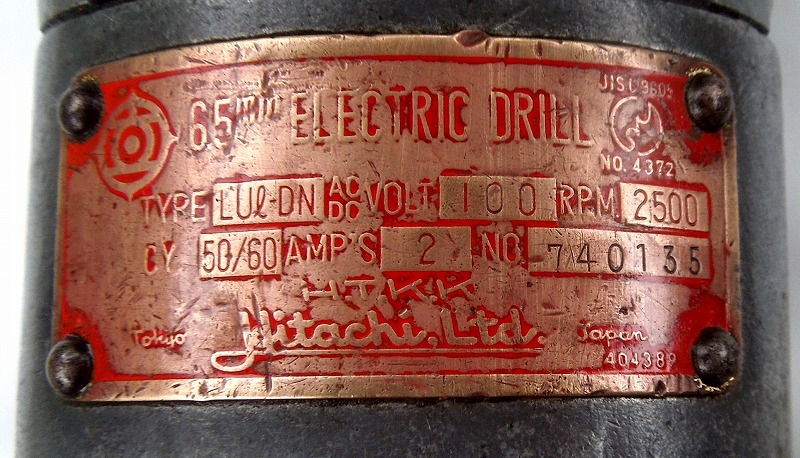 6.5mm ELECTRIC DRILL
JIS C 9605
NO. 4372
TYPE LUl-DN AC DC VOLT 100 RPM 2500
CY. 50/60 AMP'S 2 NO. 740135
H.T.K.K
Tokyo Hitachi, Ltd. Japan
404389